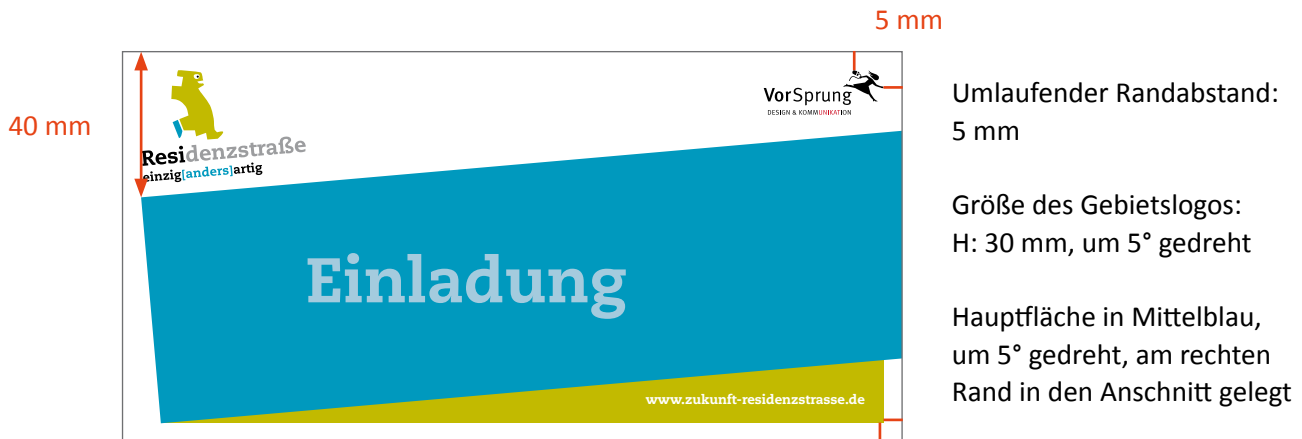 5 mm
40 mm
Residenzstraße
einzig[anders]artig
VorSprung
DESIGN & KOMMUNIKATION
Einladung
www.zukunft-residenzstrasse.de
Umlaufender Randabstand:
5 mm
Größe des Gebietslogos:
H: 30 mm, um 5° gedreht
Hauptfläche in Mittelblau,
um 5° gedreht, am rechten
Rand in den Anschnitt gelegt